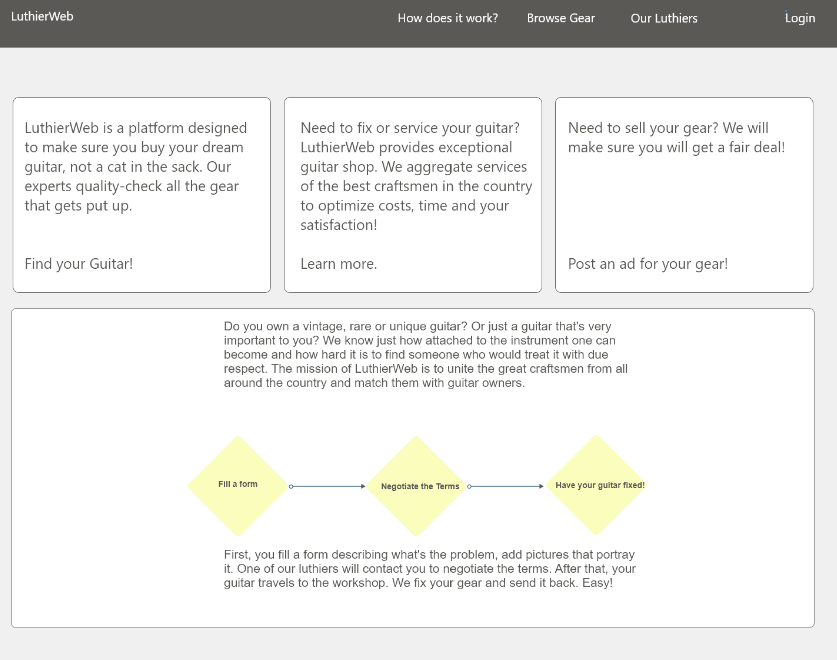 LuthierWeb
How does it work?
Browse Gear
Our Luthiers
Login
LuthierWeb is a platform designed
to make sure you buy your dream
guitar, not a cat in the sack. Our
experts quality-check all the gear
that gets put up.
Find your Guitar!
Need to fix or service your guitar?
LuthierWeb provides exceptional
guitar shop. We aggregate services
of the best craftsmen in the country
to optimize costs, time and your
satisfaction!
Learn more.
Need to sell your gear? We will
make sure you will get a fair deal!
Post an ad for your gear!
Do you own a vintage, rare or unique guitar? Or just a guitar that's very
important to you? We know just how attached to the instrument one can
become and how hard it is to find someone who would treat it with due
respect. The mission of LuthierWeb is to unite the great craftsmen from all
around the country and match them with guitar owners.
Fill a form
Negotiate the Terms
Have your guitar fixed!
First, you fill a form describing what's the problem, add pictures that portray
it. One of our luthiers will contact you to negotiate the terms. After that, your
guitar travels to the workshop. We fix your gear and send it back. Easy!